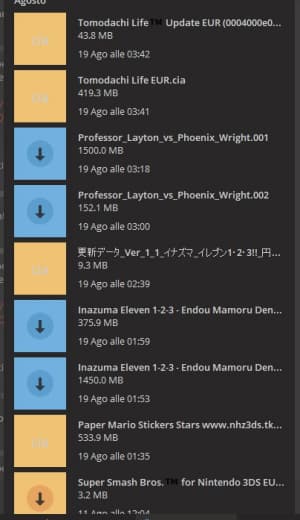 Agosto
Tomodachi Life™ Update EUR (0004000e0...
43.8 MB
19 Ago alle 03:42
Tomodachi Life EUR.cia
419.3 MB
19 Ago alle 03:41
Professor_Layton_vs_Phoenix_Wright.001
1500.0 MB
19 Ago alle 03:18
Professor_Layton_vs_Phoenix_Wright.002
152.1 MB
19 Ago alle 03:00
更新データ_Ver_1_1_イナズマ_イレブン1・2・3!!_円...
9.3 MB
19 Ago alle 02:39
Inazuma Eleven 1-2-3 - Endou Mamoru Den...
375.9 MB
19 Ago alle 01:59
Inazuma Eleven 1-2-3 - Endou Mamoru Den...
1450.0 MB
19 Ago alle 01:53
Paper Mario Stickers Stars www.nhz3ds.tk...
533.9 MB
19 Ago alle 01:35
Super Smash Bros.™ for Nintendo 3DS EU...
3.2 MB
11 Ago alle 12:04